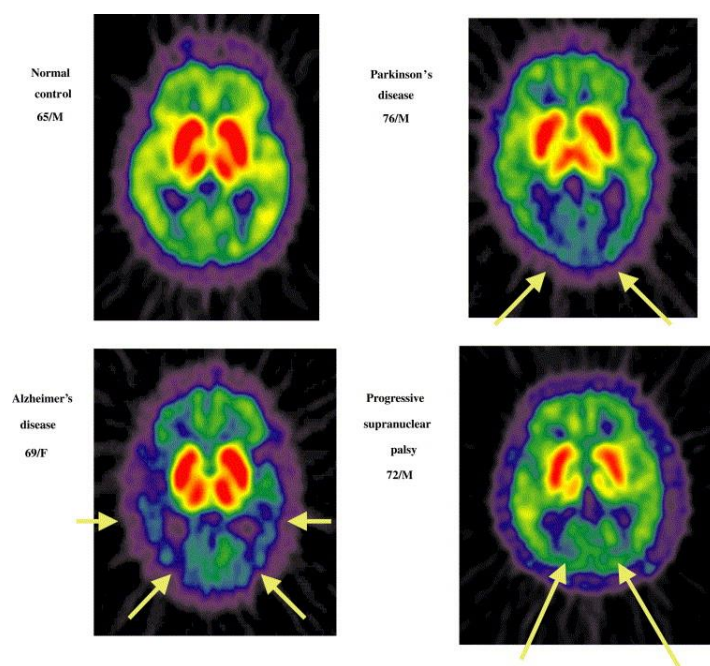 Normal
control
65/M
Parkinson's
disease
76/M
Alzheimer's
disease
69/F
Progressive
supranuclear
palsy
72/M